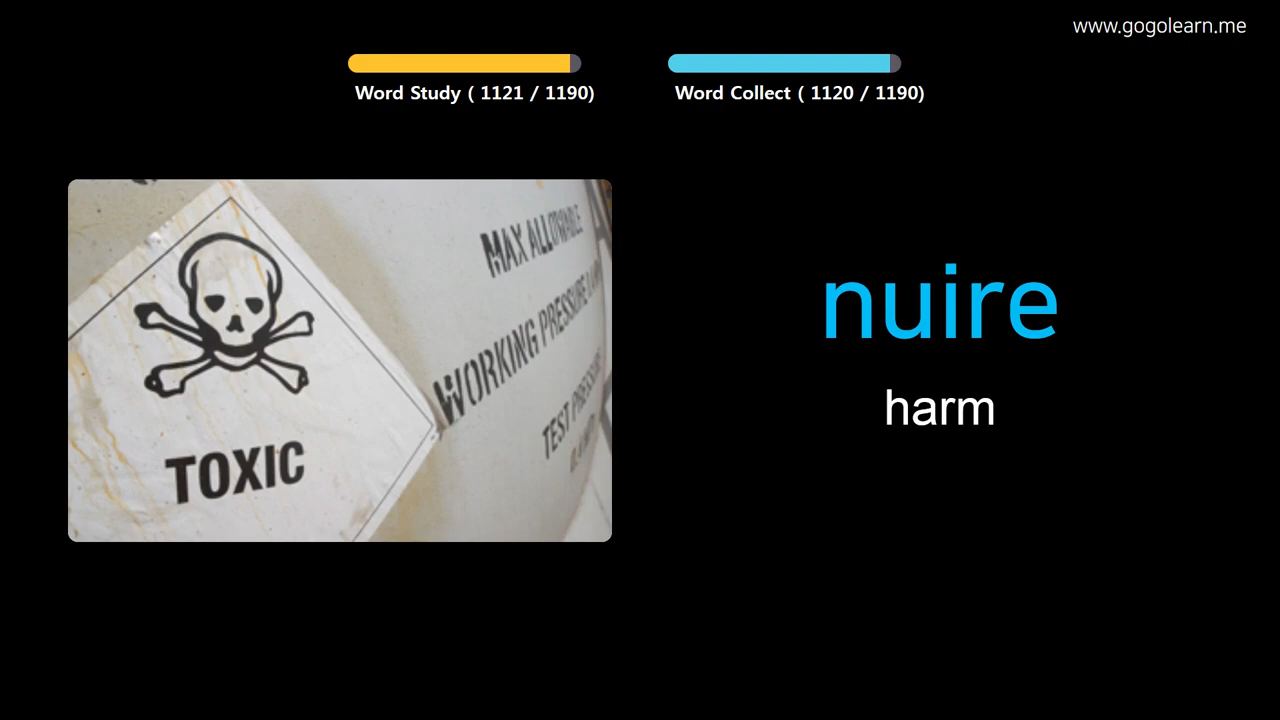 www.gogolearn.me
Word Study ( 1121 / 1190)
Word Collect ( 1120 / 1190)
MAX ALLOWABLE
WORKING PRESSURE
TEST PRESSURE
TOXIC
nuire
harm